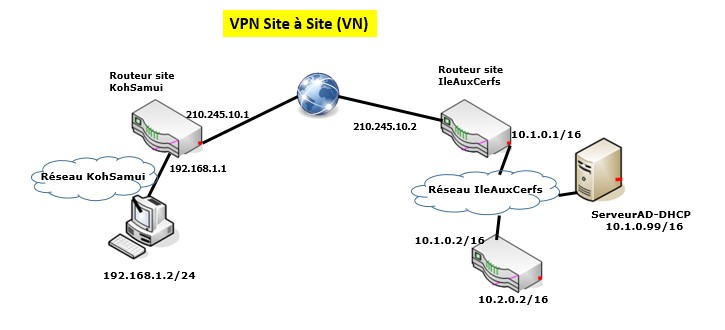 VPN Site à Site (VN)
Routeur site
KohSamui
Routeur site
IleAuxCerfs
210.245.10.1
210.245.10.2
10.1.0.1/16
192.168.1.1
Réseau KohSamui
Réseau IleAuxCerfs
ServeurAD-DHCP
10.1.0.99/16
10.1.0.2/16
192.168.1.2/24
10.2.0.2/16